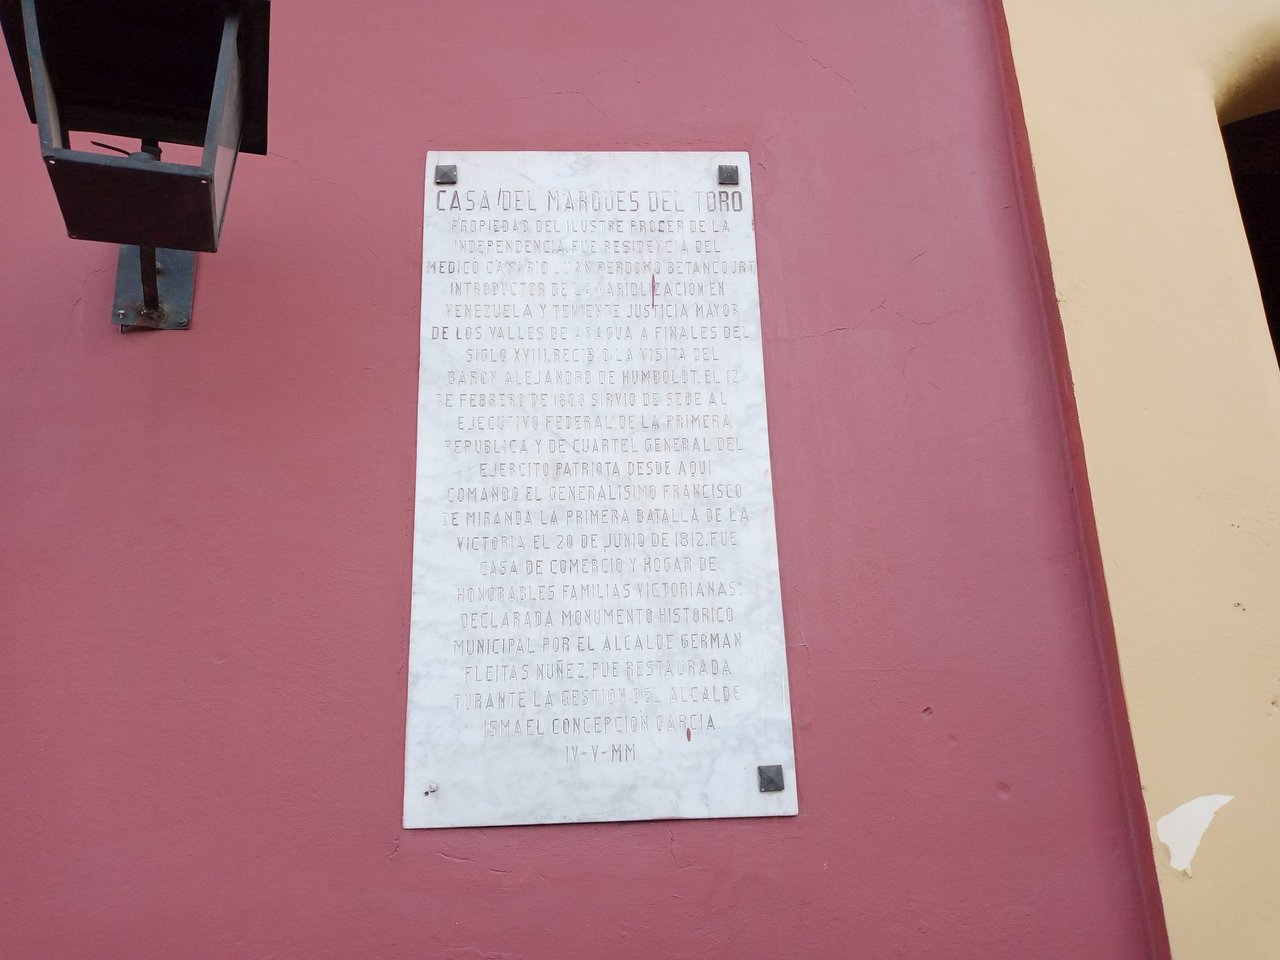 CASA DEL MARQUES DEL TORO
PROPIEDAD DEL ILUSTRE PROCER DE LA
INDEPENDENCIA, FUE RESIDENCIA DEL
MEDICO CANARIO JUAN PERDOMO BETANCOURT
INTRODUCTOR DE LA VARIOLIZACION EN
VENEZUELA Y TENIENTE JUSTICIA MAYOR
DE LOS VALLES DE ARAGUA A FINALES DEL
SIGLO XVIII. RECIBIO LA VISITA DEL
BARON ALEJANDRO DE HUMBOLDT, EL 12
DE FEBRERO DE 1800 SIRVIO DE SEDE AL
EJECUTIVO FEDERAL DE LA PRIMERA
REPUBLICA Y DE CUARTEL GENERAL DEL
EJERCITO PATRIOTA DESDE AQUI
COMANDO EL GENERALISIMO FRANCISCO
DE MIRANDA LA PRIMERA BATALLA DE LA
VICTORIA EL 20 DE JUNIO DE 1812. FUE
CASA DE COMERCIO Y HOGAR DE
HONORABLES FAMILIAS VICTORIANAS:
DECLARADA MONUMENTO HISTORICO
MUNICIPAL POR EL ALCALDE GERMAN
FLEITAS NUÑEZ, FUE RESTAURADA
DURANTE LA GESTION DEL ALCALDE
ISMAEL CONCEPCION GARCIA.
IV-V-MM